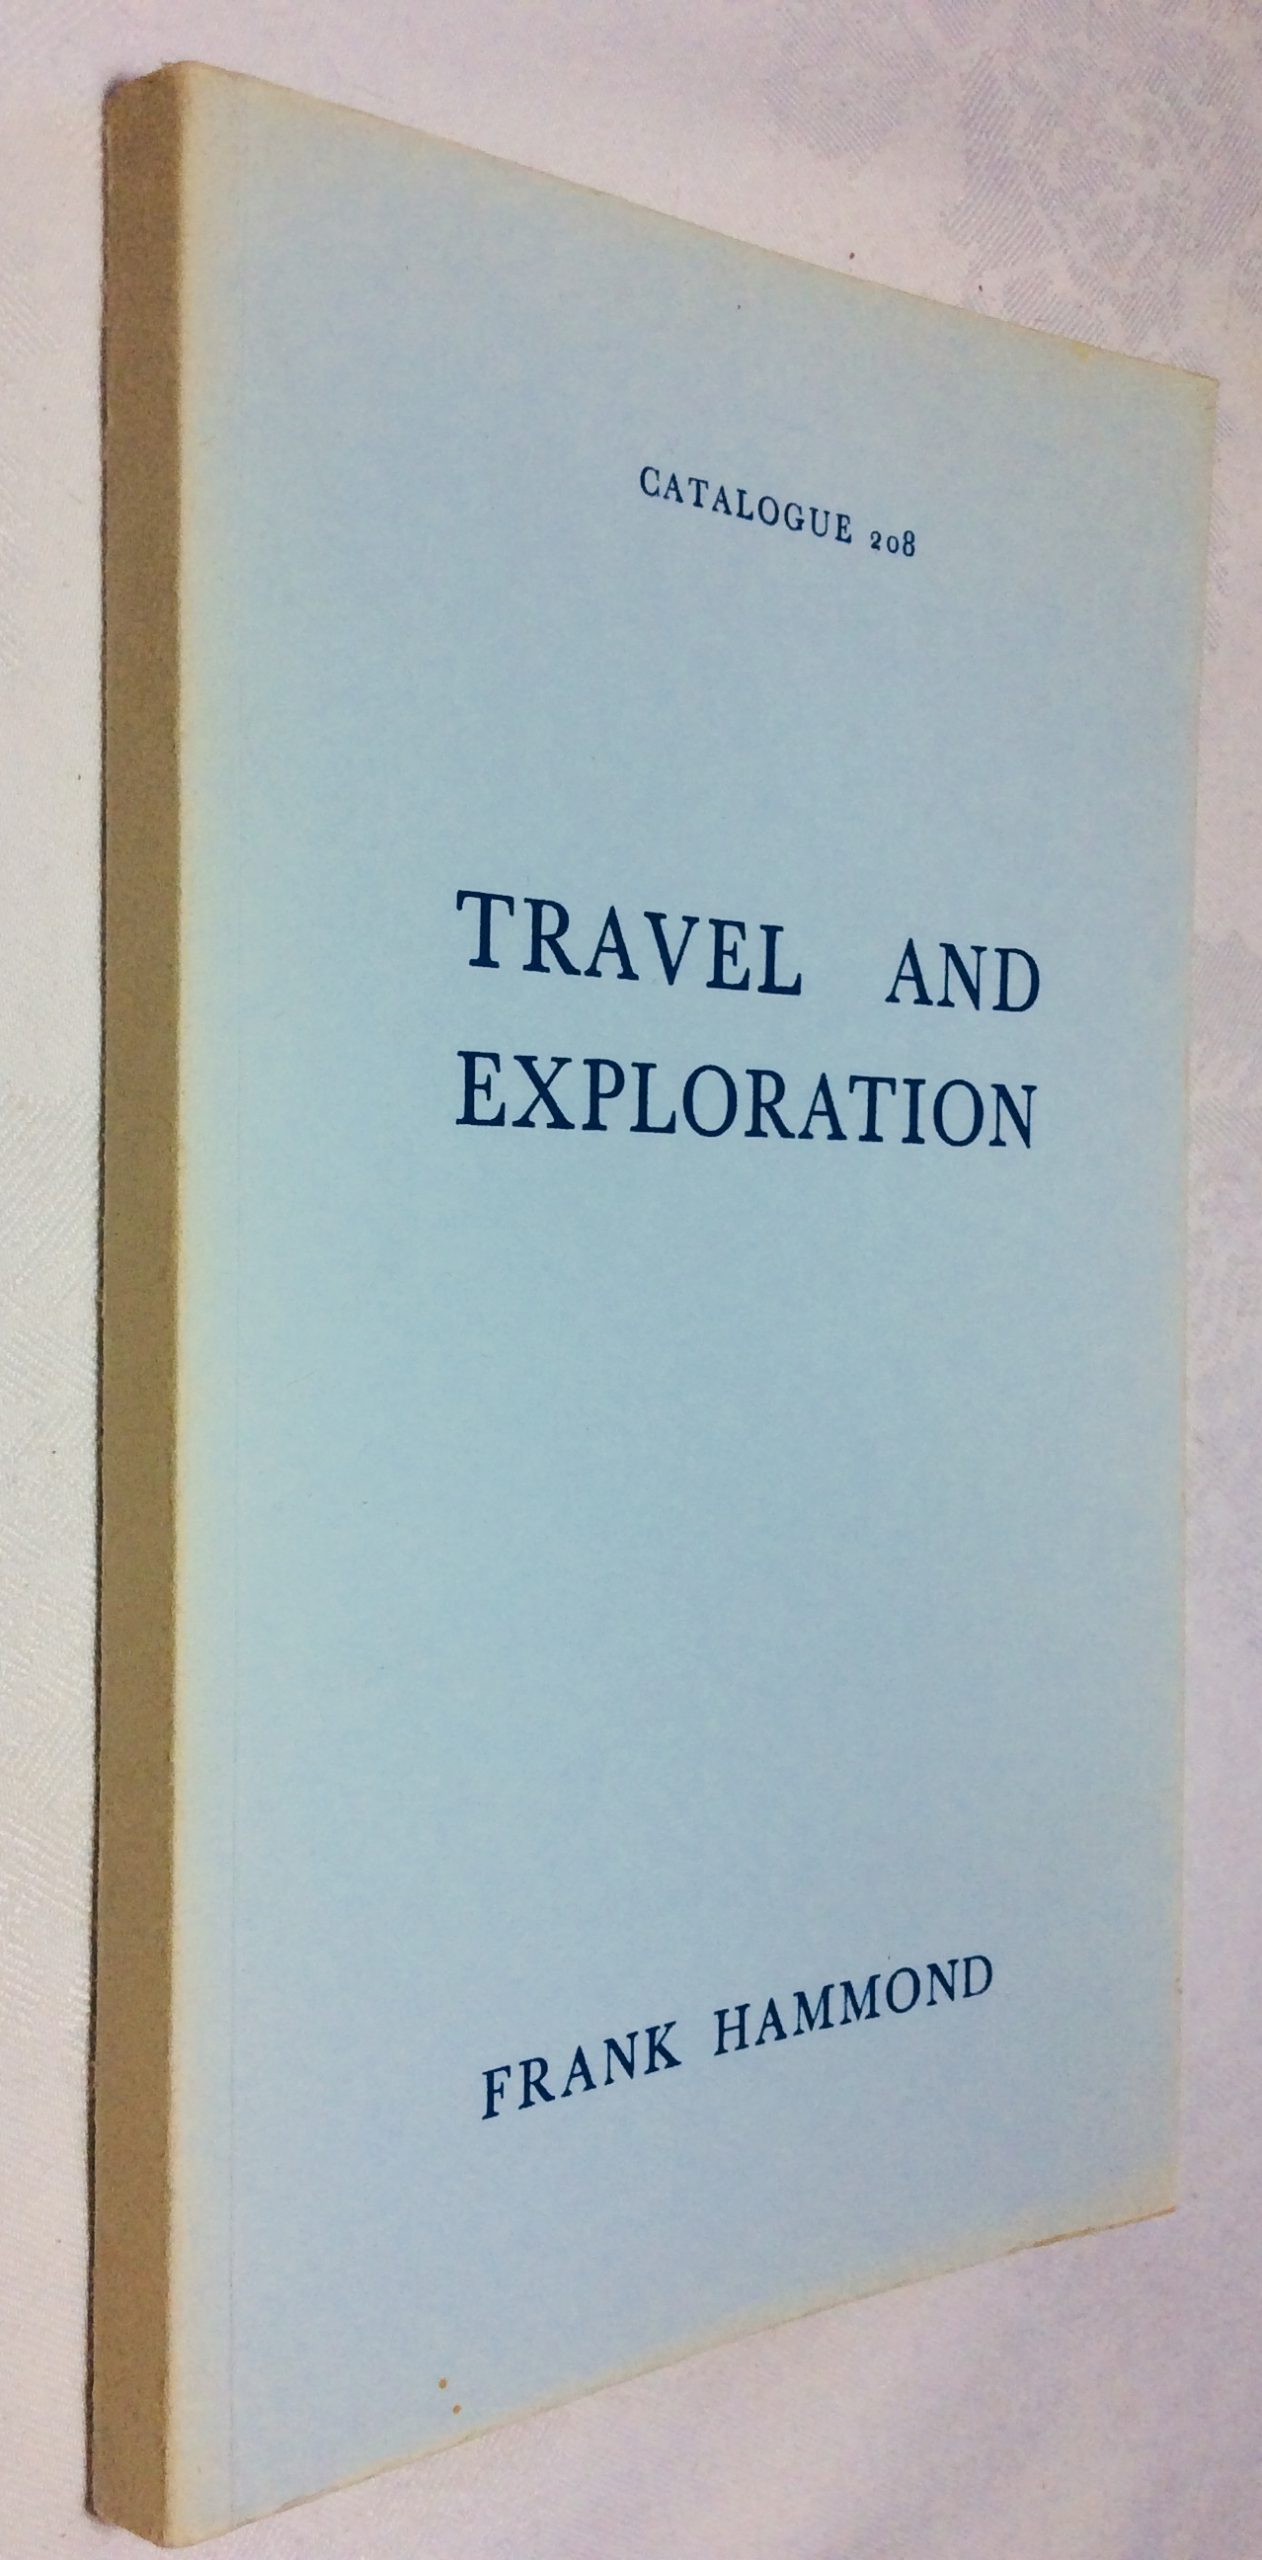 CATALOGUE 208
TRAVEL AND
EXPLORATION
FRANK HAMMOND